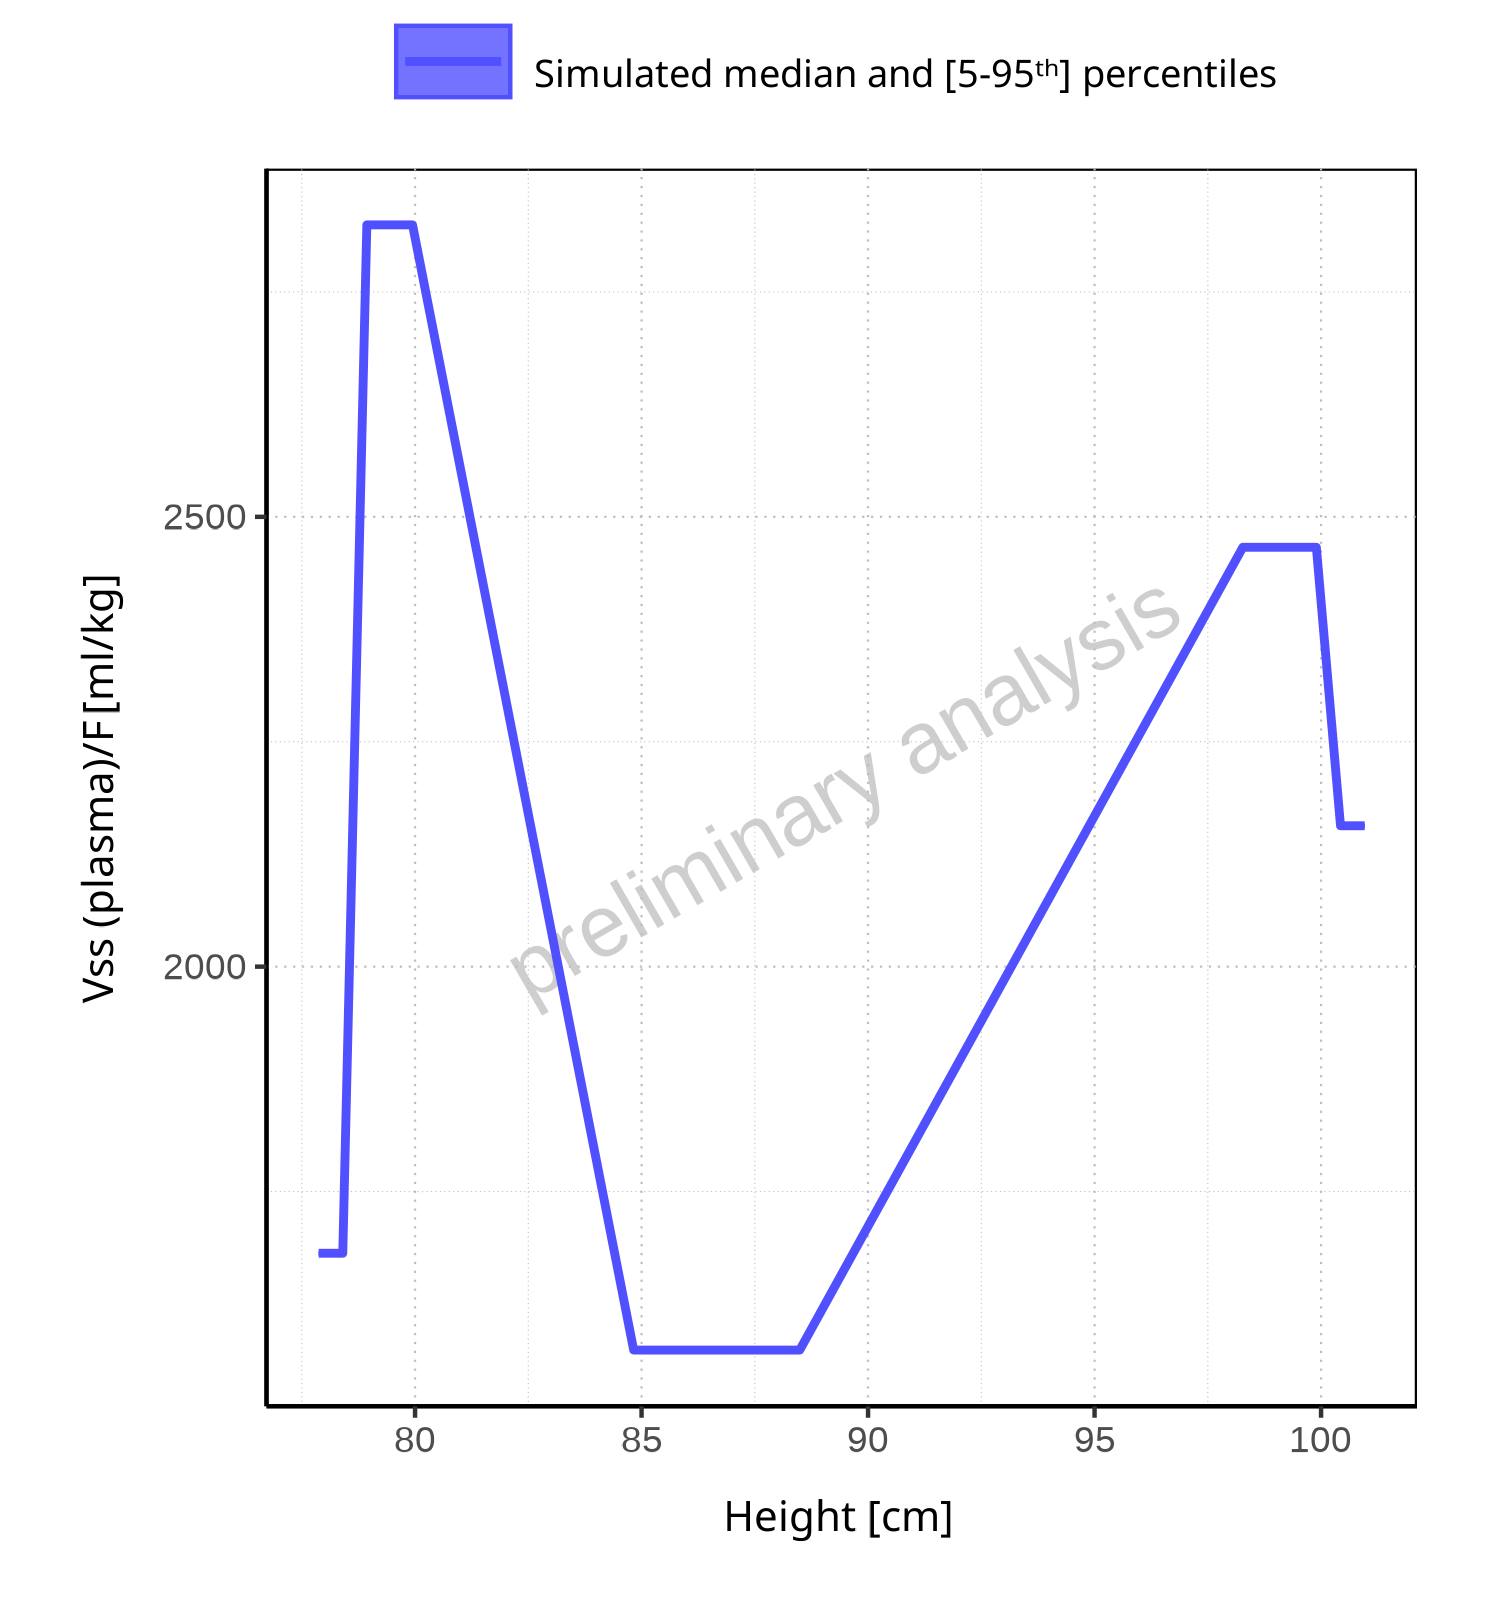 Simulated median and [5-95ᵗʰ] percentiles
2500
2000
Vss (plasma)/F [ml/kg]
preliminary analysis
80 85 90 95 100
Height [cm]